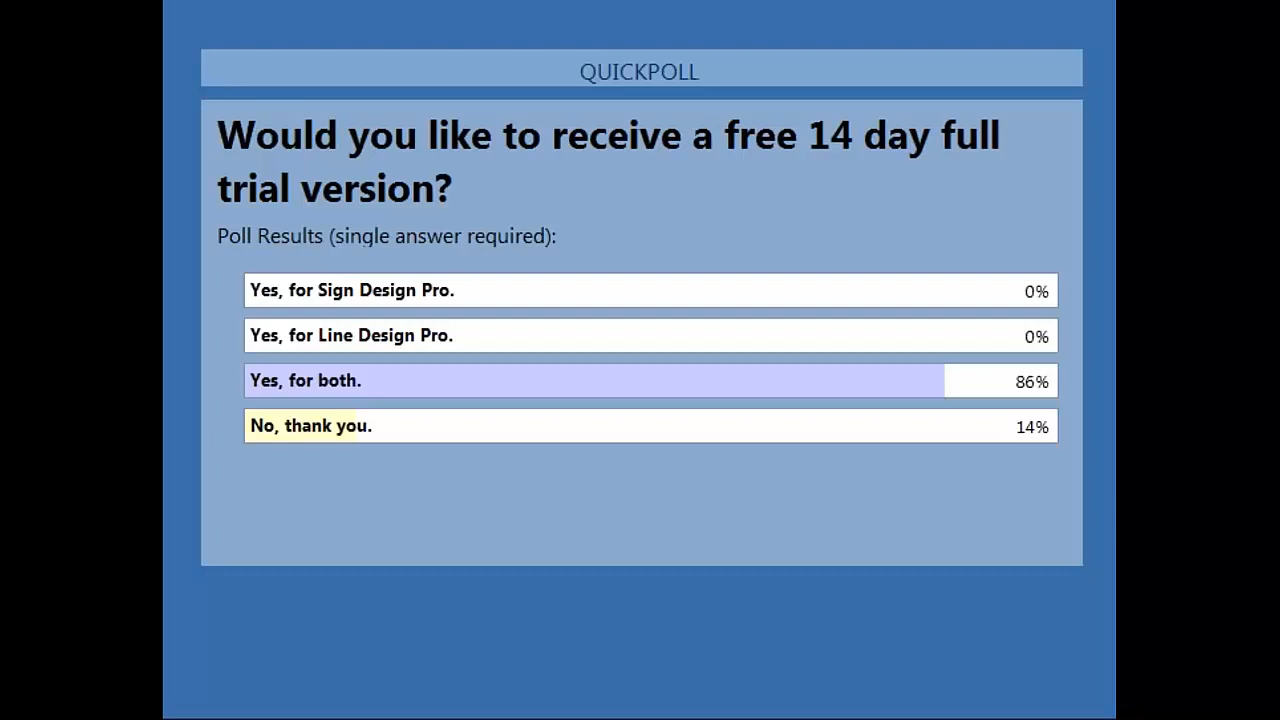 QUICKPOLL
Would you like to receive a free 14 day full
trial version?
Poll Results (single answer required):
Yes, for Sign Design Pro. 0%
Yes, for Line Design Pro. 0%
Yes, for both. 86%
No, thank you. 14%